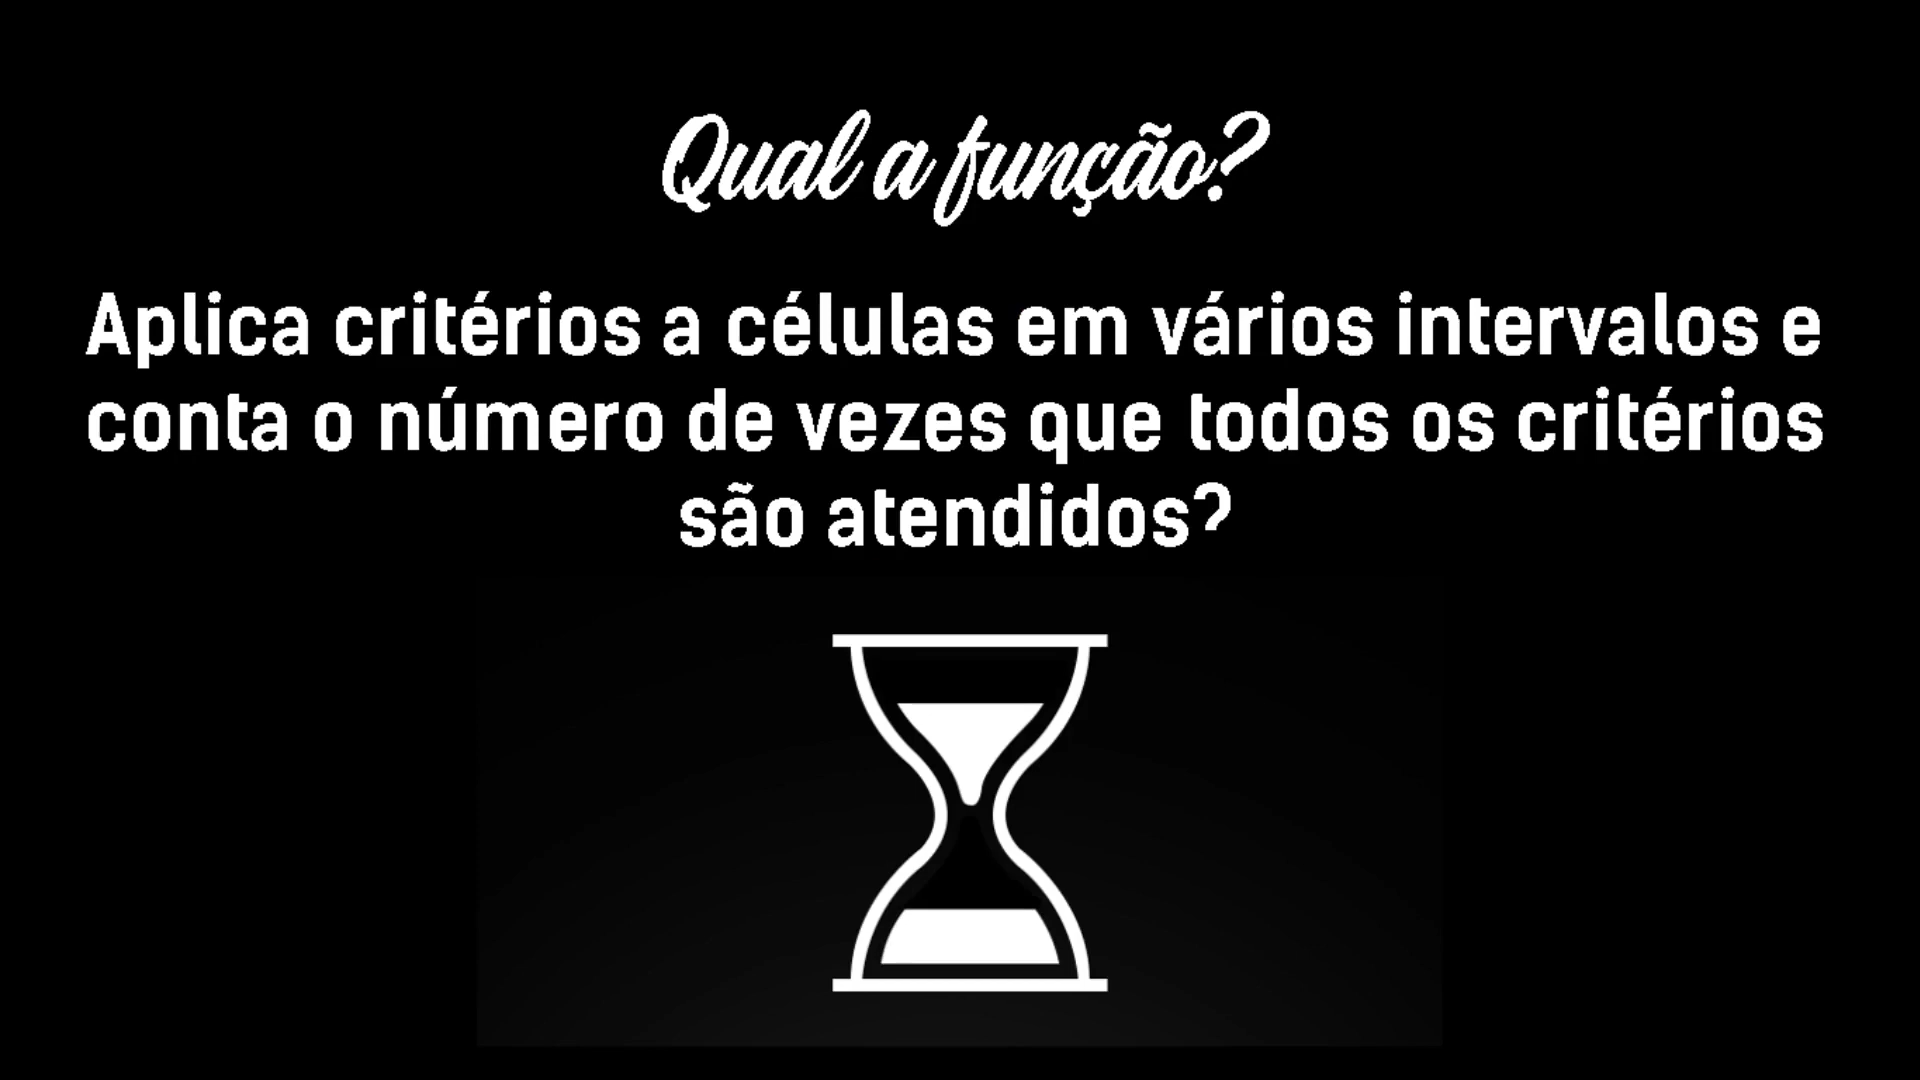 Qual a função?
Aplica critérios a células em vários intervalos e
conta o número de vezes que todos os critérios
são atendidos?